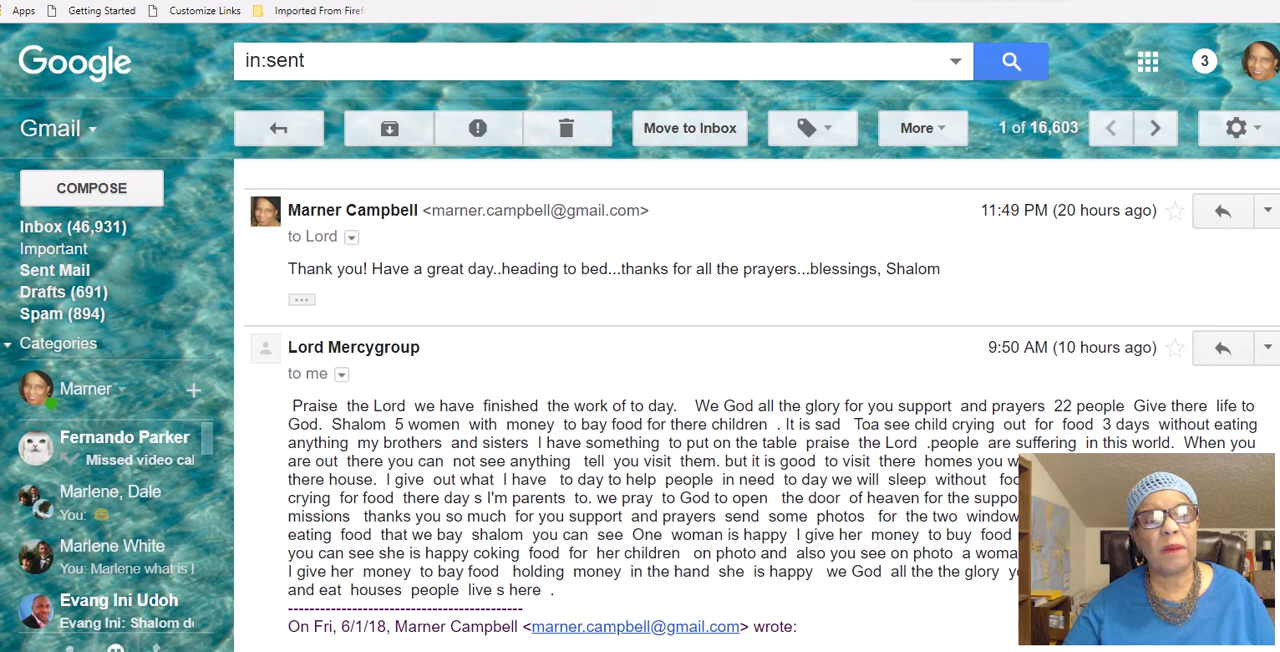 Apps Getting Started Customize Links Imported From Firef
Google
in:sent
3
Gmail
Move to Inbox
More
1 of 16,603
COMPOSE
Inbox (46,931)
Important
Sent Mail
Drafts (691)
Spam (894)
Categories
Marner
Fernando Parker
Missed video cal
Marlene, Dale
You:
Marlene White
You: Marlene what is
Evang Ini Udoh
Evang Ini: Shalom d
Marner Campbell <marner.campbell@gmail.com>
11:49 PM (20 hours ago)
to Lord
Thank you! Have a great day..heading to bed...thanks for all the prayers...blessings, Shalom
Lord Mercygroup
9:50 AM (10 hours ago)
to me
Praise the Lord we have finished the work of to day. We God all the glory for you support and prayers 22 people Give there life to
God. Shalom 5 women with money to bay food for there children . It is sad Toa see child crying out for food 3 days without eating
anything my brothers and sisters I have something to put on the table praise the Lord .people are suffering in this world. When you
are out there you can not see anything tell you visit them. but it is good to visit there homes you w
there house. I give out what I have to day to help people in need to day we will sleep without foo
crying for food there day s I'm parents to. we pray to God to open the door of heaven for the suppo
missions thanks you so much for you support and prayers send some photos for the two window
eating food that we bay shalom you can see One woman is happy I give her money to buy food
you can see she is happy coking food for her children on photo and also you see on photo a woma
I give her money to bay food holding money in the hand she is happy we God all the the glory y
and eat houses people live s here .
-------------------------------------------
On Fri, 6/1/18, Marner Campbell <marner.campbell@gmail.com> wrote: